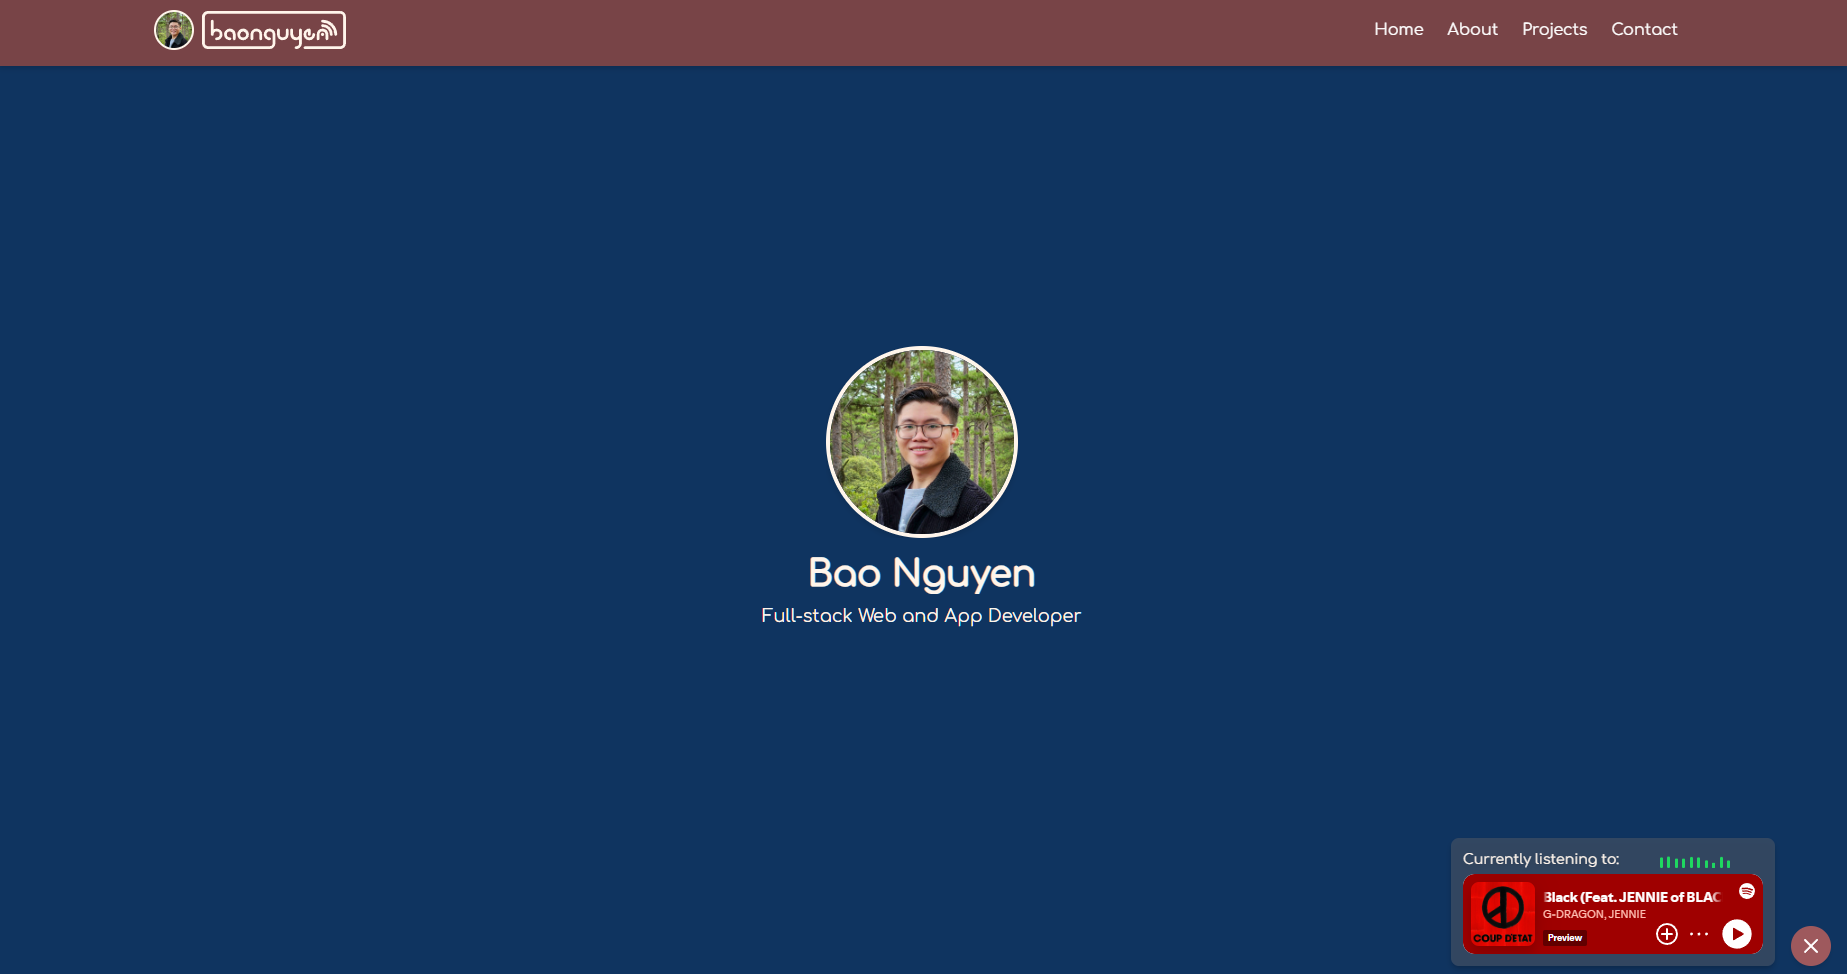 baonguyen
Home About Projects Contact
Bao Nguyen
Full-stack Web and App Developer
Currently listening to:
Black (Feat. JENNIE of BLAC
G-DRAGON, JENNIE
Preview
COUP D'ETAT